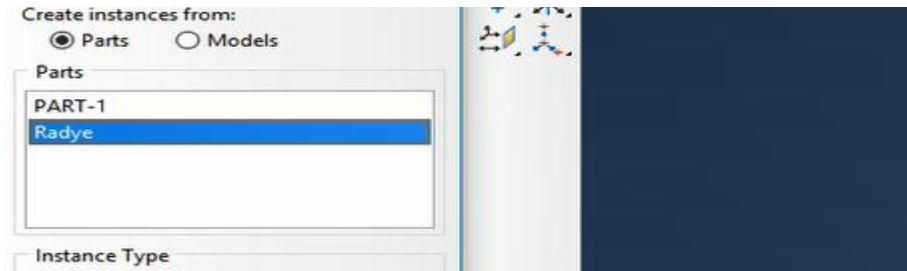 Create instances from:
Parts Models
Parts
PART-1
Radye
Instance Type